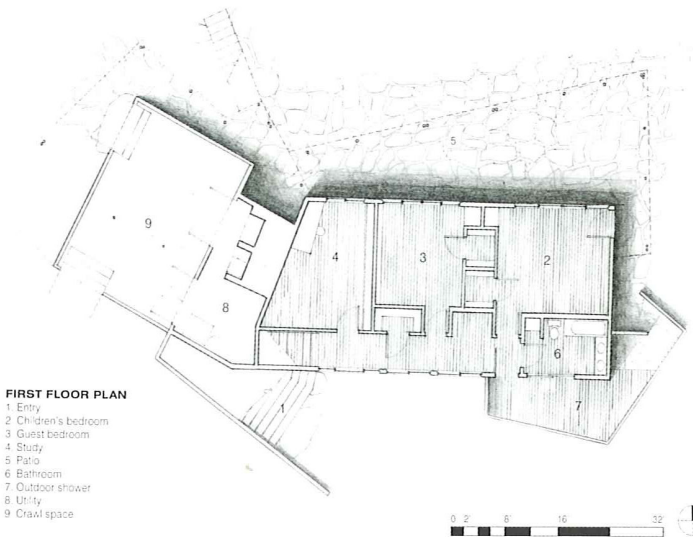 5
9
4
3
2
8
6
7
1
FIRST FLOOR PLAN
1. Entry
2 Children's bedroom
3 Guest bedroom
4 Study
5 Patio
6 Bathroom
7. Outdoor shower
8. Utility
9 Crawl space
0 2' 8' 16 32'